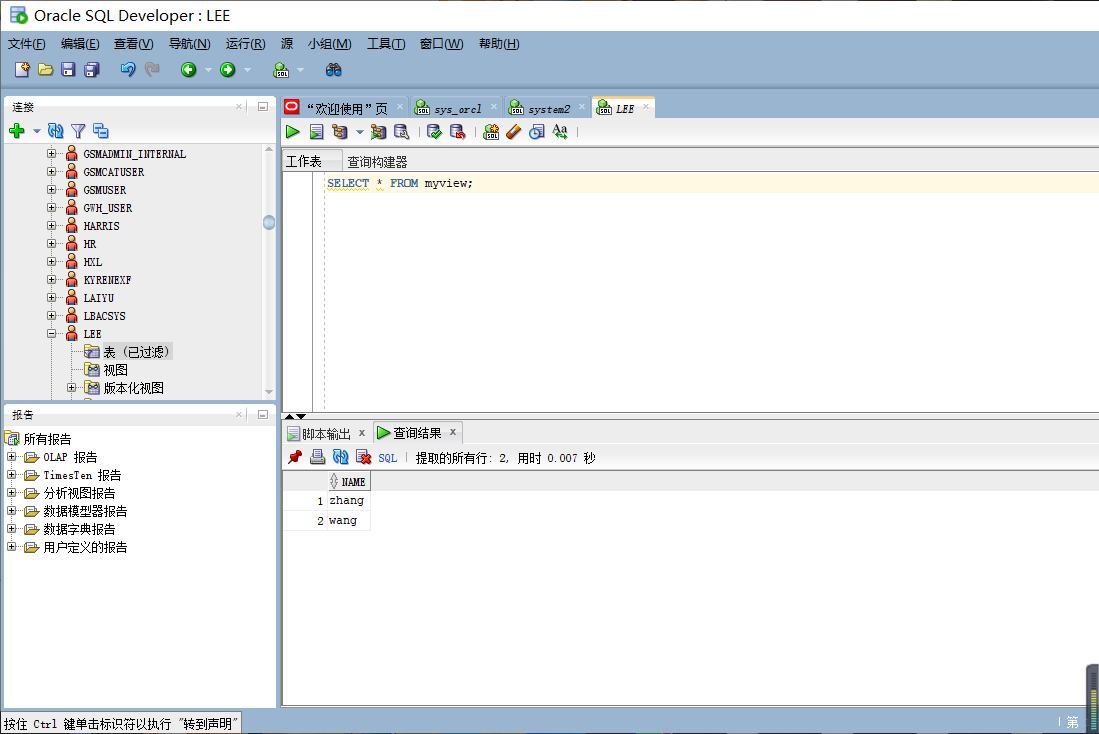 Oracle SQL Developer : LEE
文件(F) 编辑(E) 查看(V) 导航(N) 运行(R) 源 小组(M) 工具(T) 窗口(W) 帮助(H)
连接
GSMADMIN_INTERNAL
GSMCATUSER
GSMUSER
GWH_USER
HARRIS
HR
HXL
KYRENEXF
LAIYU
LBACSYS
LEE
表 (已过滤)
视图
版本化视图
报告
所有报告
OLAP 报告
TimesTen 报告
分析视图报告
数据模型器报告
数据字典报告
用户定义的报告
“欢迎使用”页 sys_orcl system2 LEE
工作表 查询构建器
SELECT * FROM myview;
脚本输出 x 查询结果 x
SQL | 提取的所有行: 2, 用时 0.007 秒
NAME
1 zhang
2 wang
按住 Ctrl 键单击标识符以执行 "转到声明"
| 第